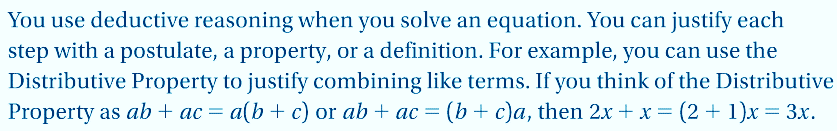 You use deductive reasoning when you solve an equation. You can justify each
step with a postulate, a property, or a definition. For example, you can use the
Distributive Property to justify combining like terms. If you think of the Distributive
Property as ab + ac = a(b + c) or ab + ac = (b + c)a, then 2x + x = (2 + 1)x = 3x.